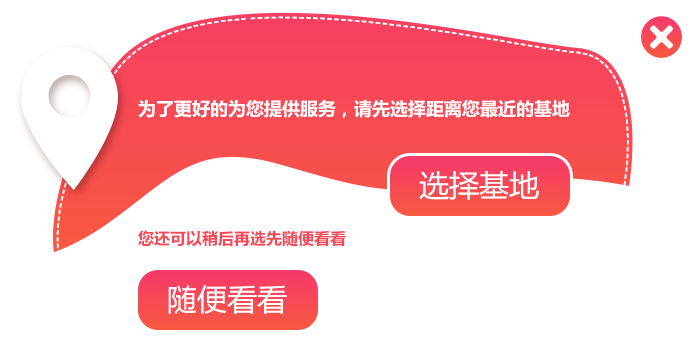 为了更好的为您提供服务，请先选择距离您最近的基地
选择基地
您还可以稍后再选先随便看看
随便看看